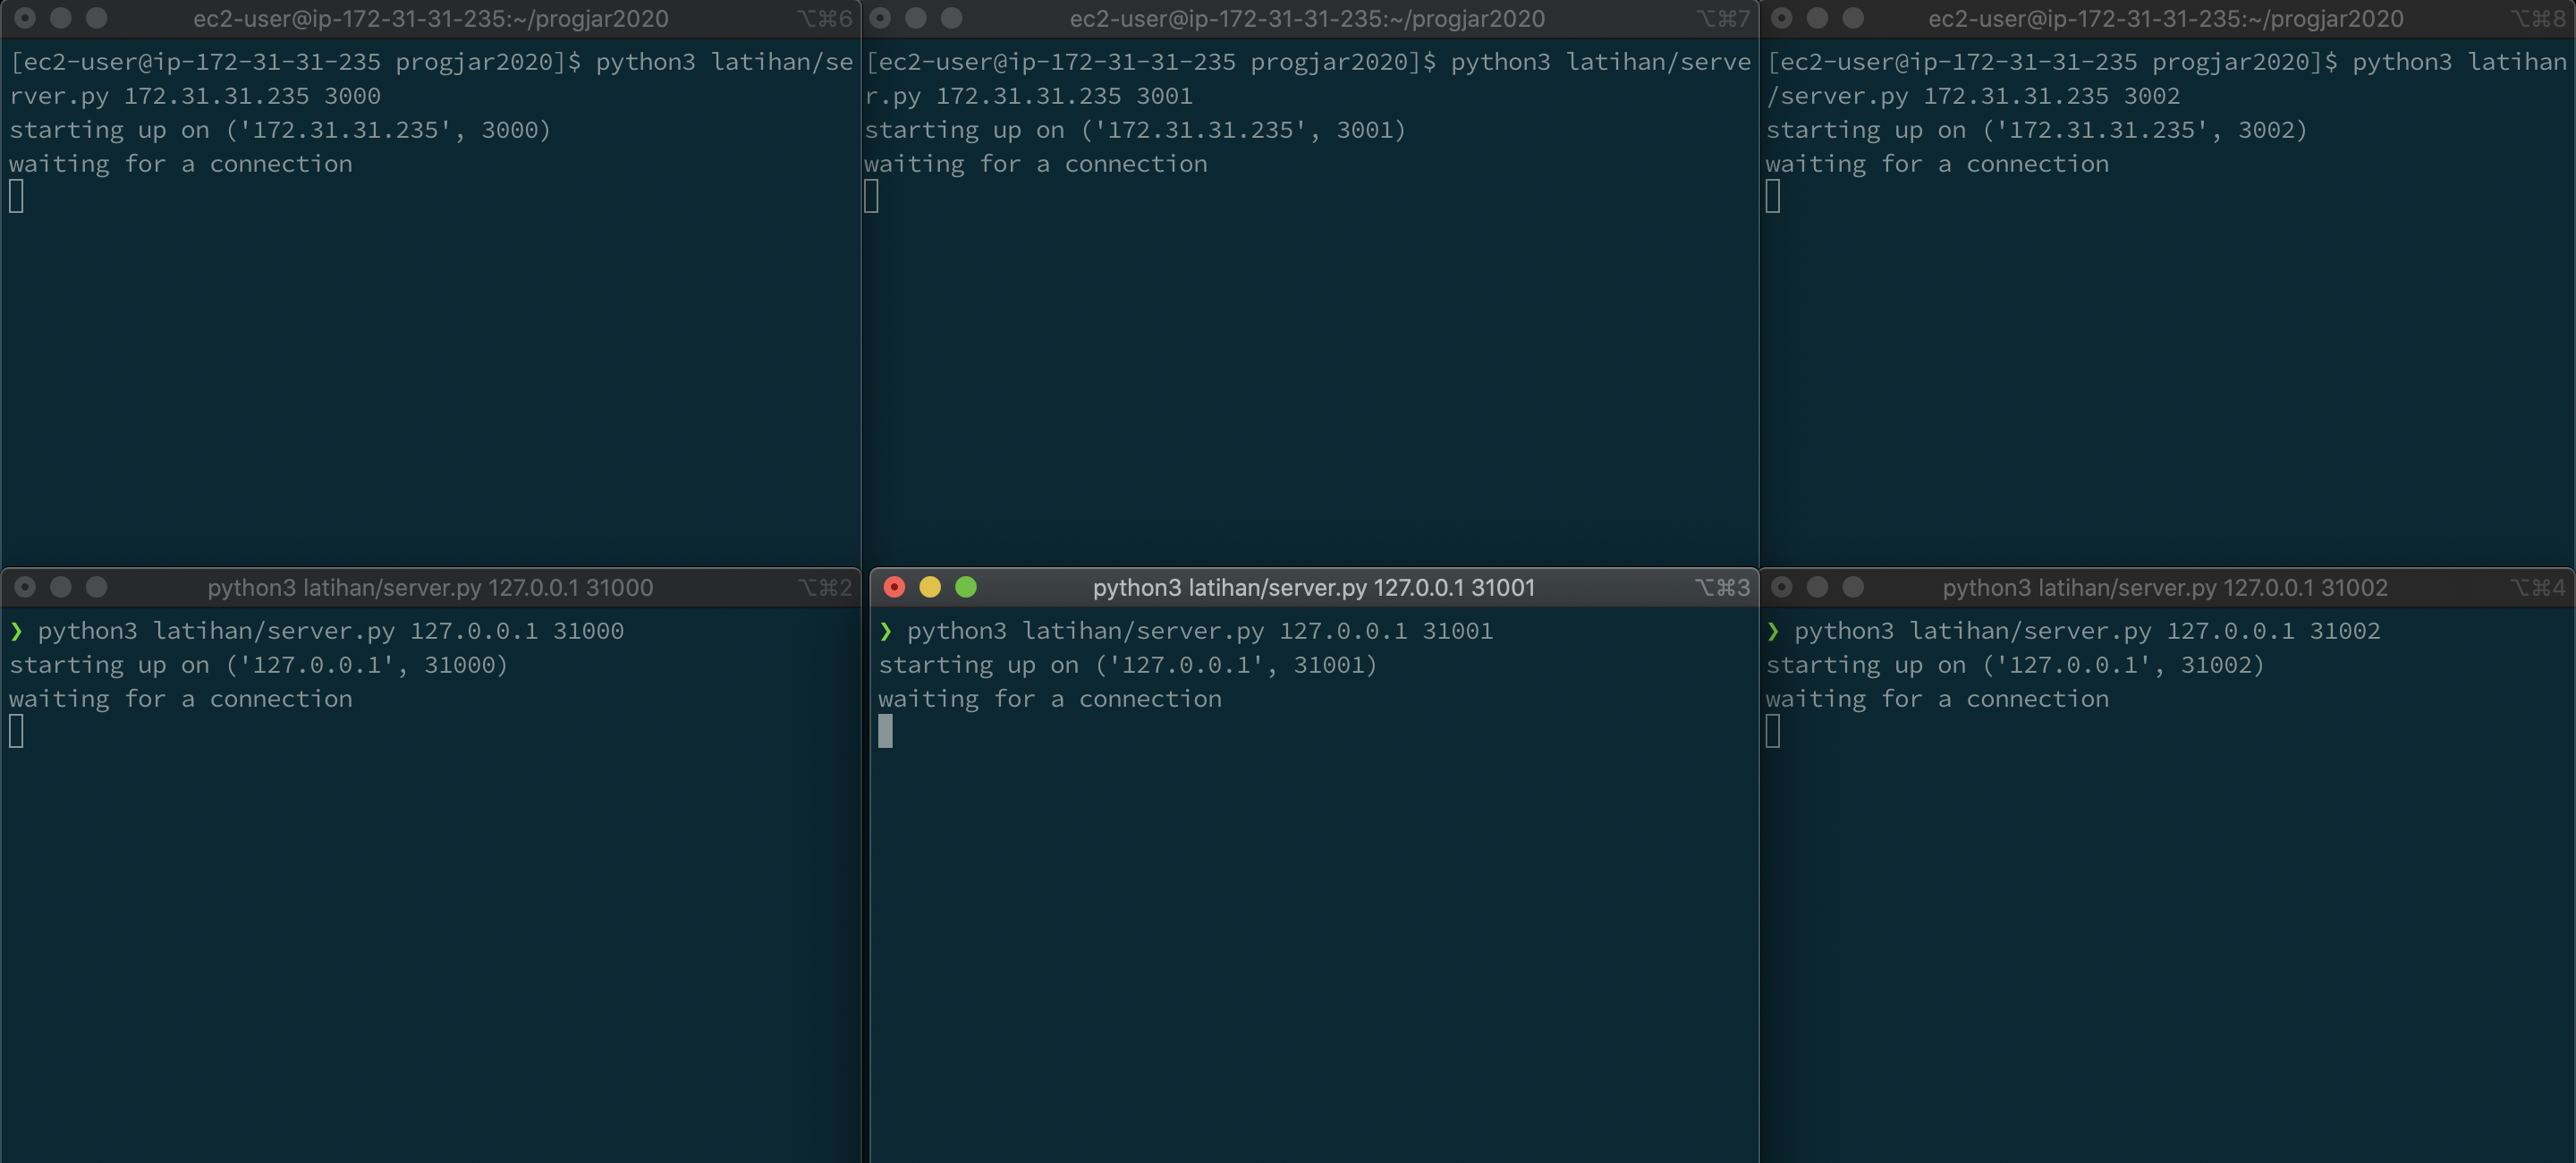 ec2-user@ip-172-31-31-235:~/progjar2020 ⌥⌘6
[ec2-user@ip-172-31-31-235 progjar2020]$ python3 latihan/se
rver.py 172.31.31.235 3000
starting up on ('172.31.31.235', 3000)
waiting for a connection
ec2-user@ip-172-31-31-235:~/progjar2020 ⌥⌘7
[ec2-user@ip-172-31-31-235 progjar2020]$ python3 latihan/serve
r.py 172.31.31.235 3001
starting up on ('172.31.31.235', 3001)
waiting for a connection
ec2-user@ip-172-31-31-235:~/progjar2020 ⌥⌘8
[ec2-user@ip-172-31-31-235 progjar2020]$ python3 latihan
/server.py 172.31.31.235 3002
starting up on ('172.31.31.235', 3002)
waiting for a connection
python3 latihan/server.py 127.0.0.1 31000 ⌥⌘2
❯ python3 latihan/server.py 127.0.0.1 31000
starting up on ('127.0.0.1', 31000)
waiting for a connection
python3 latihan/server.py 127.0.0.1 31001 ⌥⌘3
❯ python3 latihan/server.py 127.0.0.1 31001
starting up on ('127.0.0.1', 31001)
waiting for a connection
python3 latihan/server.py 127.0.0.1 31002 ⌥⌘4
❯ python3 latihan/server.py 127.0.0.1 31002
starting up on ('127.0.0.1', 31002)
waiting for a connection